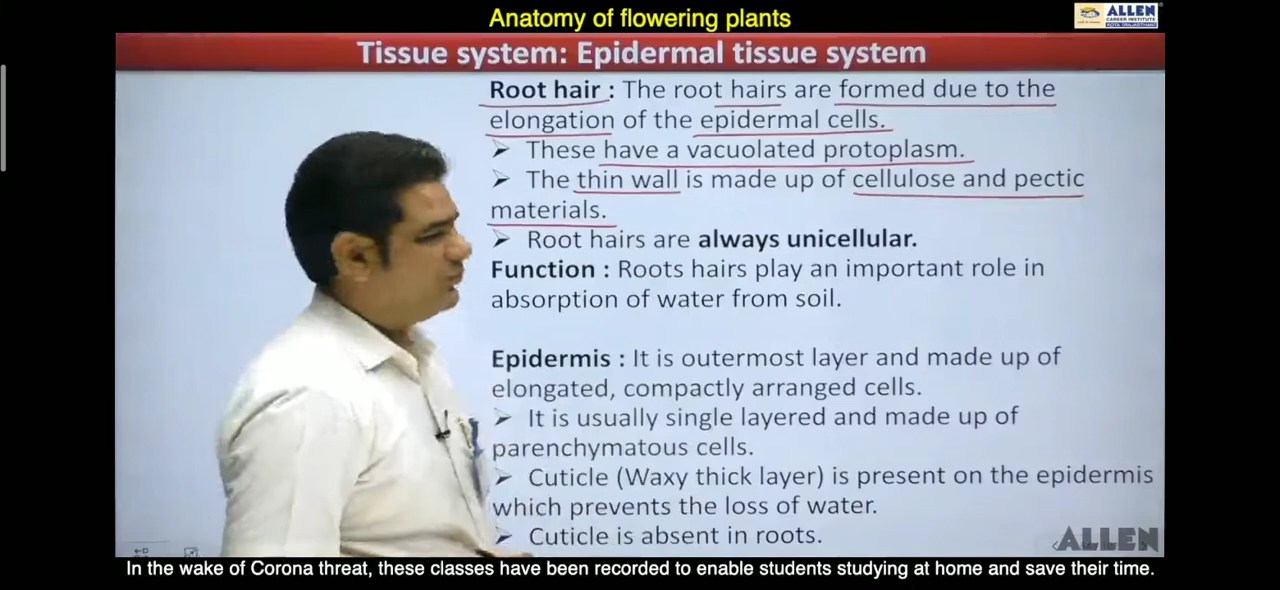 Anatomy of flowering plants
ALLEN
CAREER INSTITUTE
KOTA (RAJASTHAN)
Tissue system: Epidermal tissue system
Root hair : The root hairs are formed due to the
elongation of the epidermal cells.
➤ These have a vacuolated protoplasm.
➤ The thin wall is made up of cellulose and pectic
materials.
➤ Root hairs are always unicellular.
Function : Roots hairs play an important role in
absorption of water from soil.
Epidermis : It is outermost layer and made up of
elongated, compactly arranged cells.
➤ It is usually single layered and made up of
parenchymatous cells.
➤ Cuticle (Waxy thick layer) is present on the epidermis
which prevents the loss of water.
➤ Cuticle is absent in roots.
ALLEN
In the wake of Corona threat, these classes have been recorded to enable students studying at home and save their time.